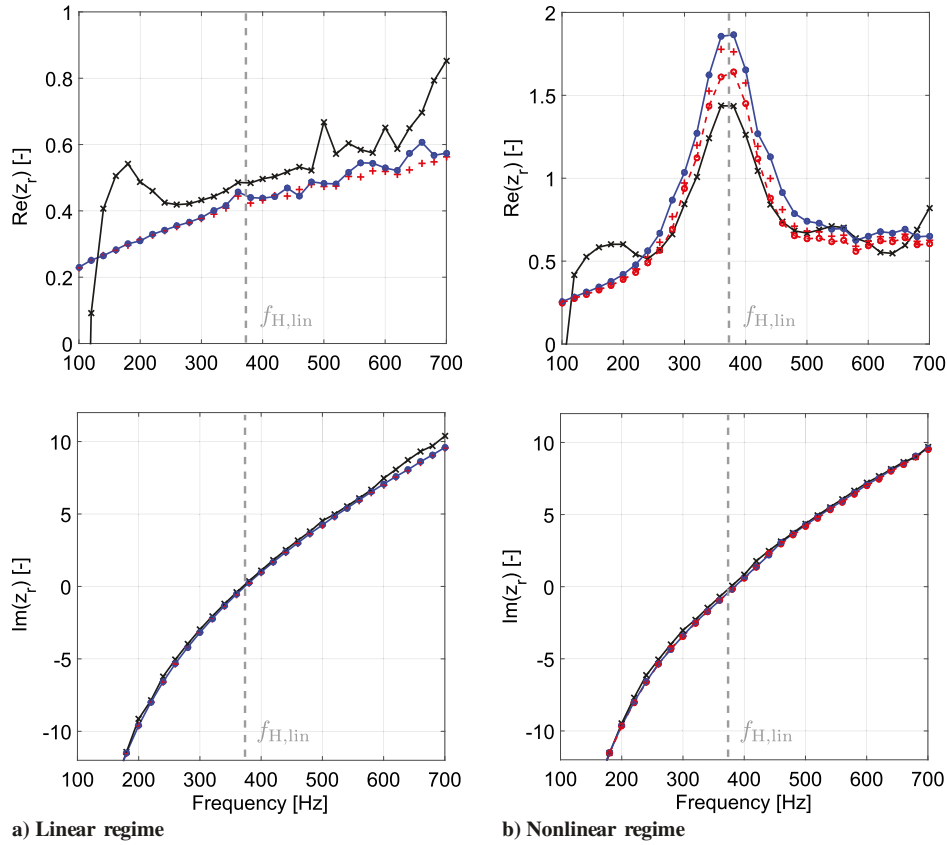 1
0.8
0.6
0.4
0.2
0
Re(z_r) [-]
f_H,lin
100 200 300 400 500 600 700
2
1.5
1
0.5
0
Re(z_r) [-]
f_H,lin
100 200 300 400 500 600 700
10
5
0
-5
-10
Im(z_r) [-]
f_H,lin
100 200 300 400 500 600 700
Frequency [Hz]
10
5
0
-5
-10
Im(z_r) [-]
f_H,lin
100 200 300 400 500 600 700
Frequency [Hz]
a) Linear regime
b) Nonlinear regime